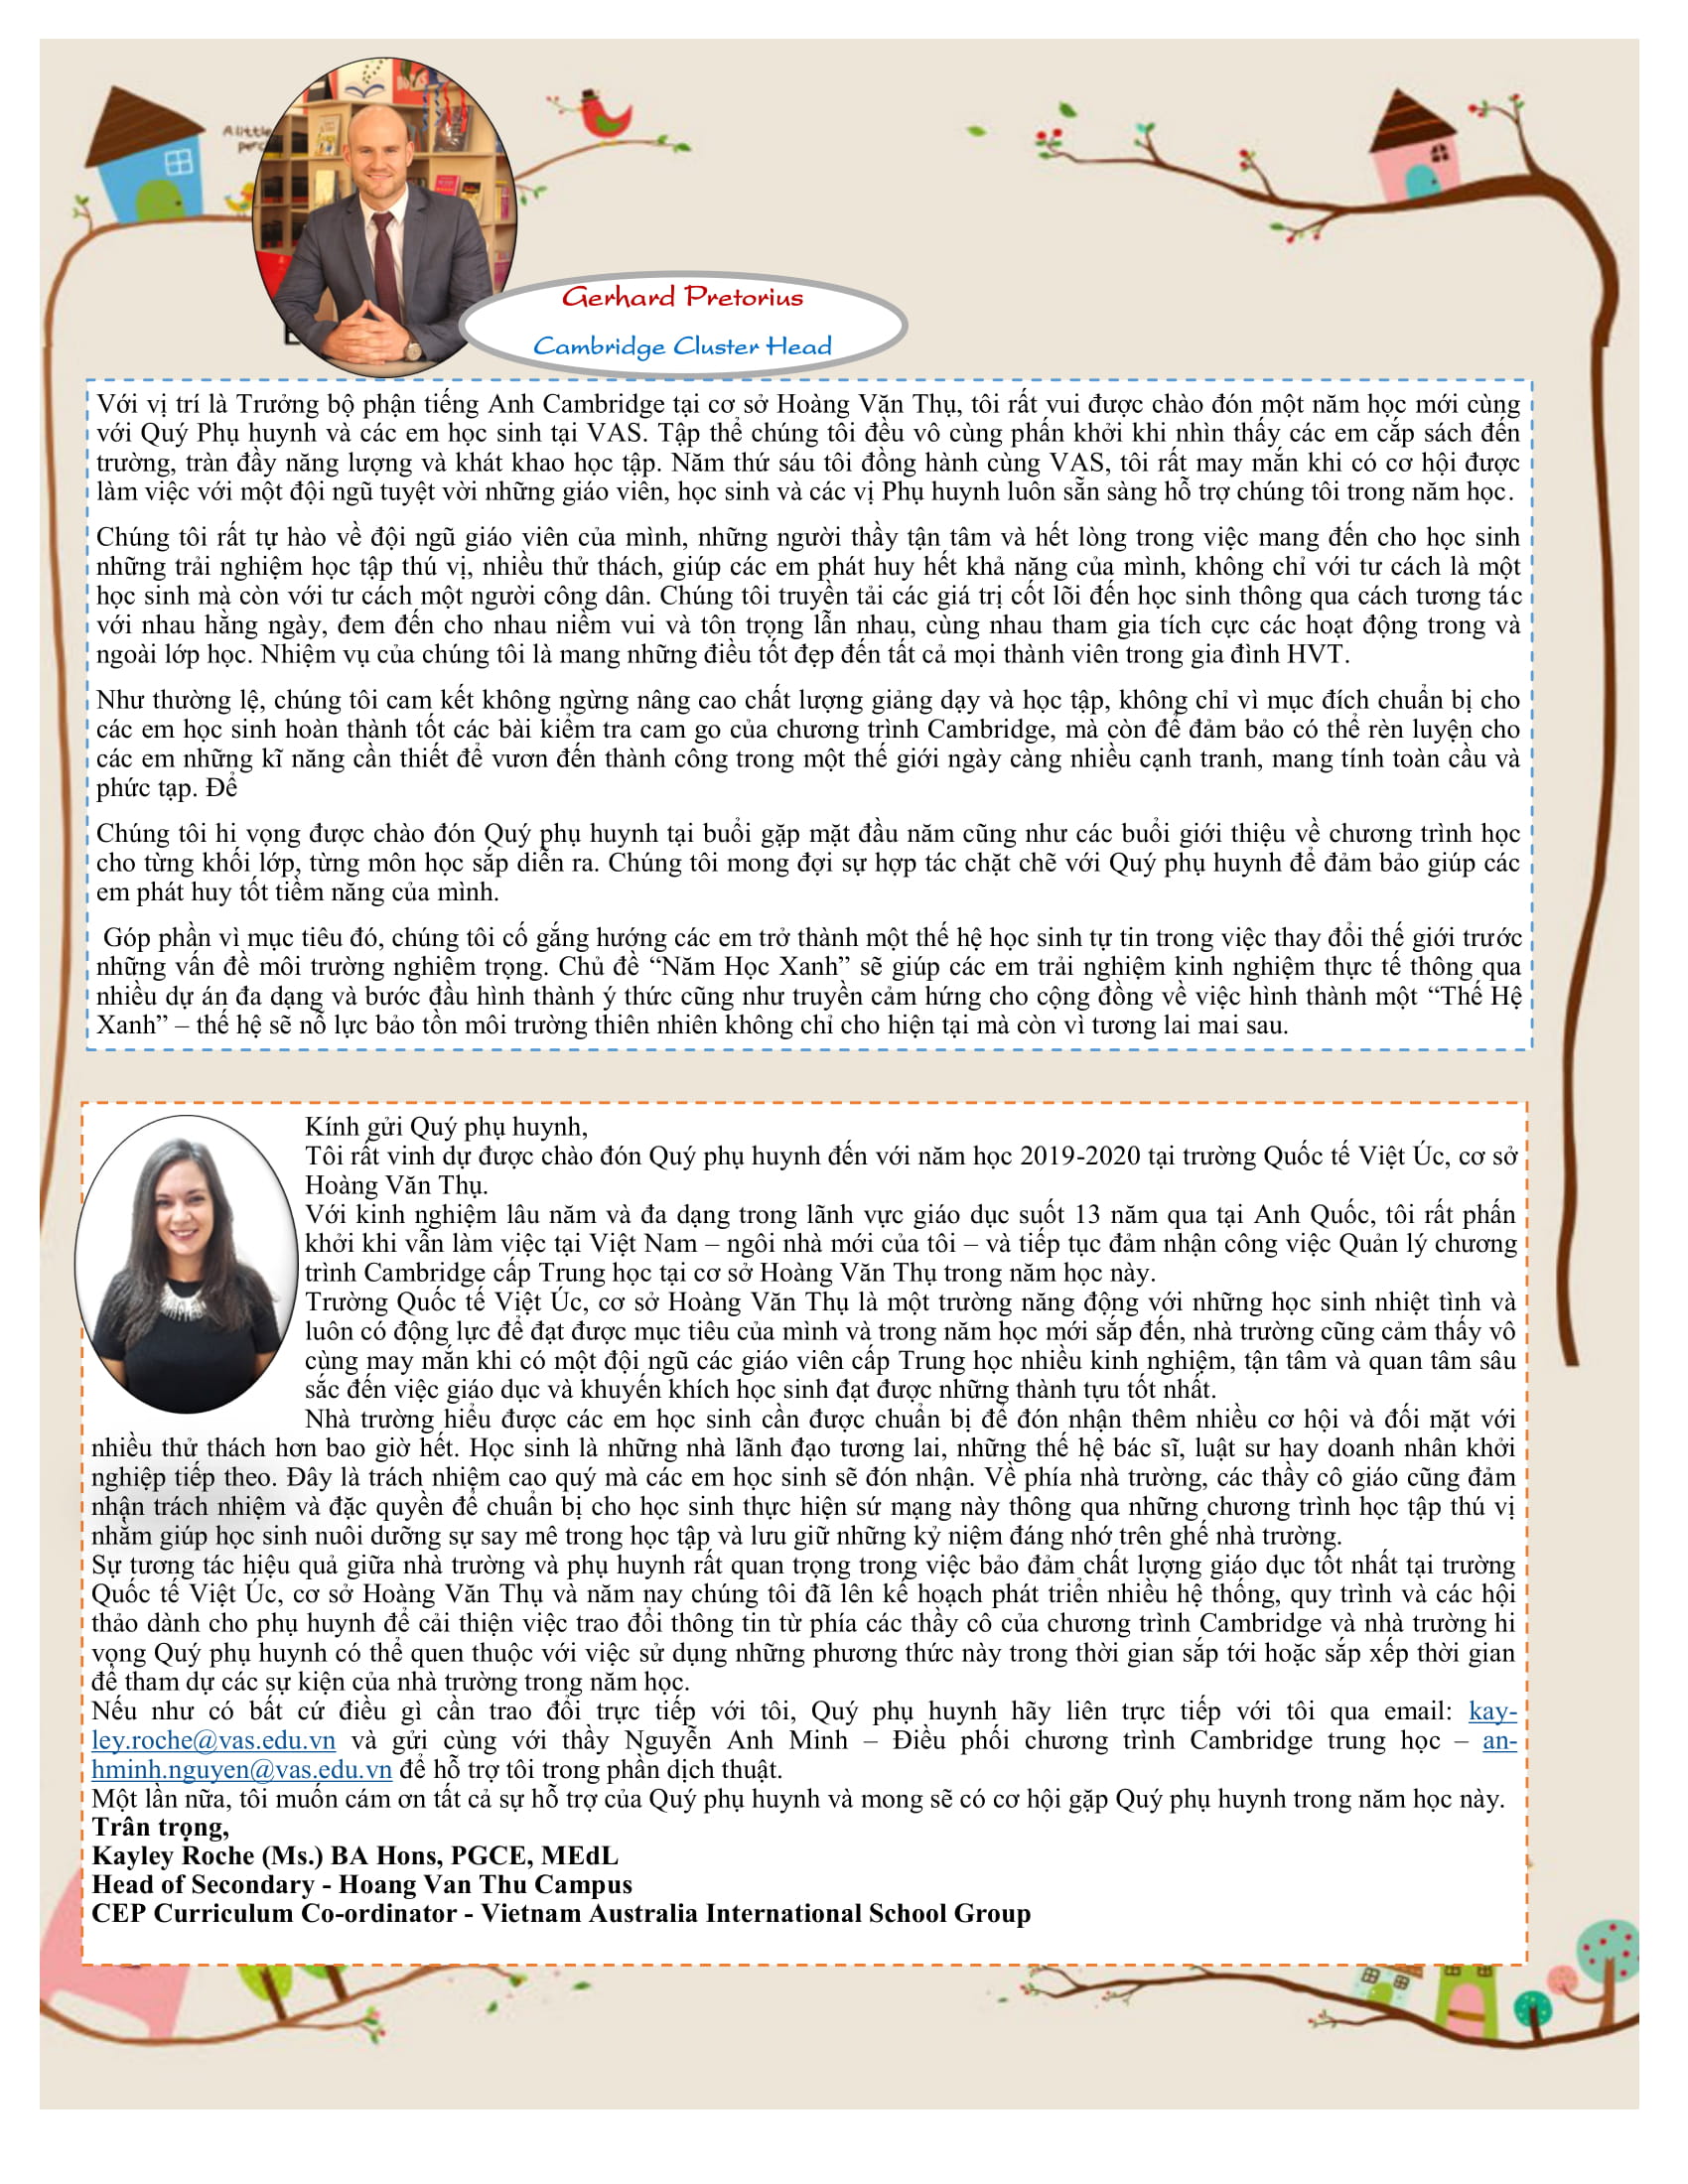 A little
perc
Gerhard Pretorius
Cambridge Cluster Head
Với vị trí là Trưởng bộ phận tiếng Anh Cambridge tại cơ sở Hoàng Văn Thụ, tôi rất vui được chào đón một năm học mới cùng
với Quý Phụ huynh và các em học sinh tại VAS. Tập thể chúng tôi đều vô cùng phấn khởi khi nhìn thấy các em cắp sách đến
trường, tràn đầy năng lượng và khát khao học tập. Năm thứ sáu tôi đồng hành cùng VAS, tôi rất may mắn khi có cơ hội được
làm việc với một đội ngũ tuyệt vời những giáo viên, học sinh và các vị Phụ huynh luôn sẵn sàng hỗ trợ chúng tôi trong năm học.
Chúng tôi rất tự hào về đội ngũ giáo viên của mình, những người thầy tận tâm và hết lòng trong việc mang đến cho học sinh
những trải nghiệm học tập thú vị, nhiều thử thách, giúp các em phát huy hết khả năng của mình, không chỉ với tư cách là một
học sinh mà còn với tư cách một người công dân. Chúng tôi truyền tải các giá trị cốt lõi đến học sinh thông qua cách tương tác
với nhau hằng ngày, đem đến cho nhau niềm vui và tôn trọng lẫn nhau, cùng nhau tham gia tích cực các hoạt động trong và
ngoài lớp học. Nhiệm vụ của chúng tôi là mang những điều tốt đẹp đến tất cả mọi thành viên trong gia đình HVT.
Như thường lệ, chúng tôi cam kết không ngừng nâng cao chất lượng giảng dạy và học tập, không chỉ vì mục đích chuẩn bị cho
các em học sinh hoàn thành tốt các bài kiểm tra cam go của chương trình Cambridge, mà còn để đảm bảo có thể rèn luyện cho
các em những kĩ năng cần thiết để vươn đến thành công trong một thế giới ngày càng nhiều cạnh tranh, mang tính toàn cầu và
phức tạp. Để
Chúng tôi hi vọng được chào đón Quý phụ huynh tại buổi gặp mặt đầu năm cũng như các buổi giới thiệu về chương trình học
cho từng khối lớp, từng môn học sắp diễn ra. Chúng tôi mong đợi sự hợp tác chặt chẽ với Quý phụ huynh để đảm bảo giúp các
em phát huy tốt tiềm năng của mình.
Góp phần vì mục tiêu đó, chúng tôi cố gắng hướng các em trở thành một thế hệ học sinh tự tin trong việc thay đổi thế giới trước
những vấn đề môi trường nghiêm trọng. Chủ đề “Năm Học Xanh” sẽ giúp các em trải nghiệm kinh nghiệm thực tế thông qua
nhiều dự án đa dạng và bước đầu hình thành ý thức cũng như truyền cảm hứng cho cộng đồng về việc hình thành một “Thế Hệ
Xanh” – thế hệ sẽ nỗ lực bảo tồn môi trường thiên nhiên không chỉ cho hiện tại mà còn vì tương lai mai sau.
Kính gửi Quý phụ huynh,
Tôi rất vinh dự được chào đón Quý phụ huynh đến với năm học 2019-2020 tại trường Quốc tế Việt Úc, cơ sở
Hoàng Văn Thụ.
Với kinh nghiệm lâu năm và đa dạng trong lãnh vực giáo dục suốt 13 năm qua tại Anh Quốc, tôi rất phấn
khởi khi vẫn làm việc tại Việt Nam – ngôi nhà mới của tôi – và tiếp tục đảm nhận công việc Quản lý chương
trình Cambridge cấp Trung học tại cơ sở Hoàng Văn Thụ trong năm học này.
Trường Quốc tế Việt Úc, cơ sở Hoàng Văn Thụ là một trường năng động với những học sinh nhiệt tình và
luôn có động lực để đạt được mục tiêu của mình và trong năm học mới sắp đến, nhà trường cũng cảm thấy vô
cùng may mắn khi có một đội ngũ các giáo viên cấp Trung học nhiều kinh nghiệm, tận tâm và quan tâm sâu
sắc đến việc giáo dục và khuyến khích học sinh đạt được những thành tựu tốt nhất.
Nhà trường hiểu được các em học sinh cần được chuẩn bị để đón nhận thêm nhiều cơ hội và đối mặt với
nhiều thử thách hơn bao giờ hết. Học sinh là những nhà lãnh đạo tương lai, những thế hệ bác sĩ, luật sư hay doanh nhân khởi
nghiệp tiếp theo. Đây là trách nhiệm cao quý mà các em học sinh sẽ đón nhận. Về phía nhà trường, các thầy cô giáo cũng đảm
nhận trách nhiệm và đặc quyền để chuẩn bị cho học sinh thực hiện sứ mạng này thông qua những chương trình học tập thú vị
nhằm giúp học sinh nuôi dưỡng sự say mê trong học tập và lưu giữ những kỷ niệm đáng nhớ trên ghế nhà trường.
Sự tương tác hiệu quả giữa nhà trường và phụ huynh rất quan trọng trong việc bảo đảm chất lượng giáo dục tốt nhất tại trường
Quốc tế Việt Úc, cơ sở Hoàng Văn Thụ và năm nay chúng tôi đã lên kế hoạch phát triển nhiều hệ thống, quy trình và các hội
thảo dành cho phụ huynh để cải thiện việc trao đổi thông tin từ phía các thầy cô của chương trình Cambridge và nhà trường hi
vọng Quý phụ huynh có thể quen thuộc với việc sử dụng những phương thức này trong thời gian sắp tới hoặc sắp xếp thời gian
để tham dự các sự kiện của nhà trường trong năm học.
Nếu như có bất cứ điều gì cần trao đổi trực tiếp với tôi, Quý phụ huynh hãy liên trực tiếp với tôi qua email: kay-
ley.roche@vas.edu.vn và gửi cùng với thầy Nguyễn Anh Minh – Điều phối chương trình Cambridge trung học – an-
hminh.nguyen@vas.edu.vn để hỗ trợ tôi trong phần dịch thuật.
Một lần nữa, tôi muốn cám ơn tất cả sự hỗ trợ của Quý phụ huynh và mong sẽ có cơ hội gặp Quý phụ huynh trong năm học này.
Trân trọng,
Kayley Roche (Ms.) BA Hons, PGCE, MEdL
Head of Secondary - Hoang Van Thu Campus
CEP Curriculum Co-ordinator - Vietnam Australia International School Group